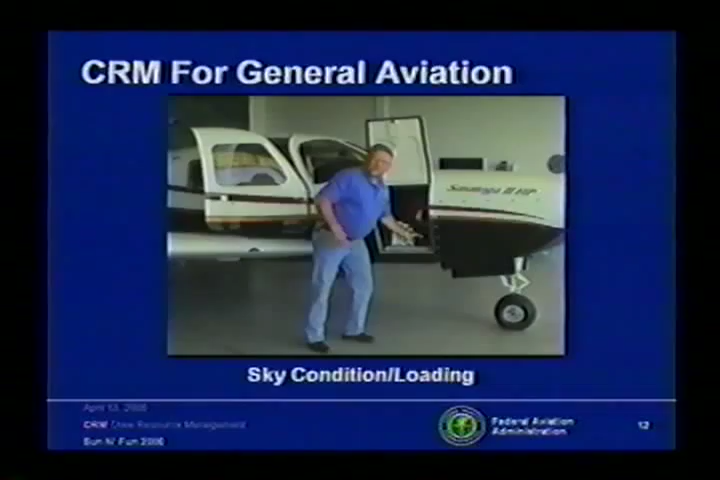 CRM For General Aviation
Saratoga II HP
Sky Condition/Loading
April 13, 2006
CRM Crew Resource Management
Sun N' Fun 2006
Federal Aviation
Administration
12